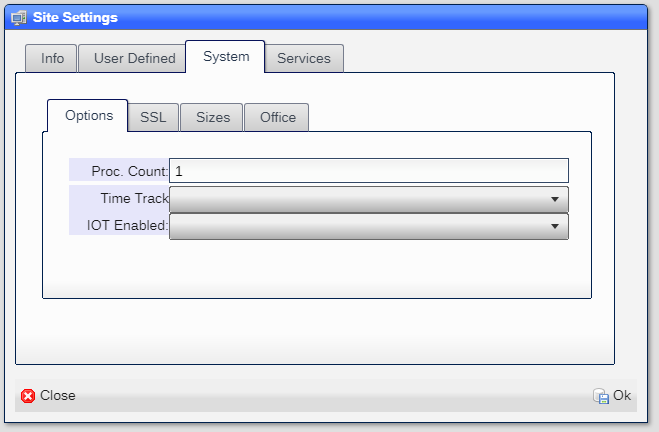 Site Settings
Info User Defined System Services
Options SSL Sizes Office
Proc. Count: 1
Time Track
IOT Enabled:
Close Ok